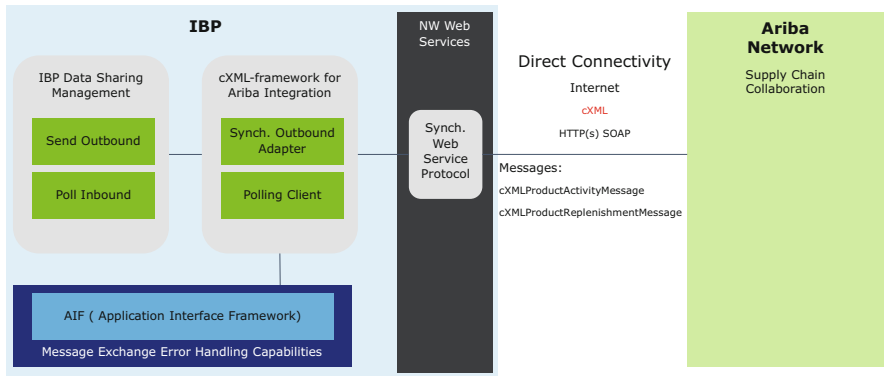 IBP
IBP Data Sharing
Management
Send Outbound
Poll Inbound
cXML-framework for
Ariba Integration
Synch. Outbound
Adapter
Polling Client
AIF ( Application Interface Framework)
Message Exchange Error Handling Capabilities
NW Web
Services
Synch.
Web
Service
Protocol
Direct Connectivity
Internet
cXML
HTTP(s) SOAP
Messages:
cXMLProductActivityMessage
cXMLProductReplenishmentMessage
Ariba
Network
Supply Chain
Collaboration